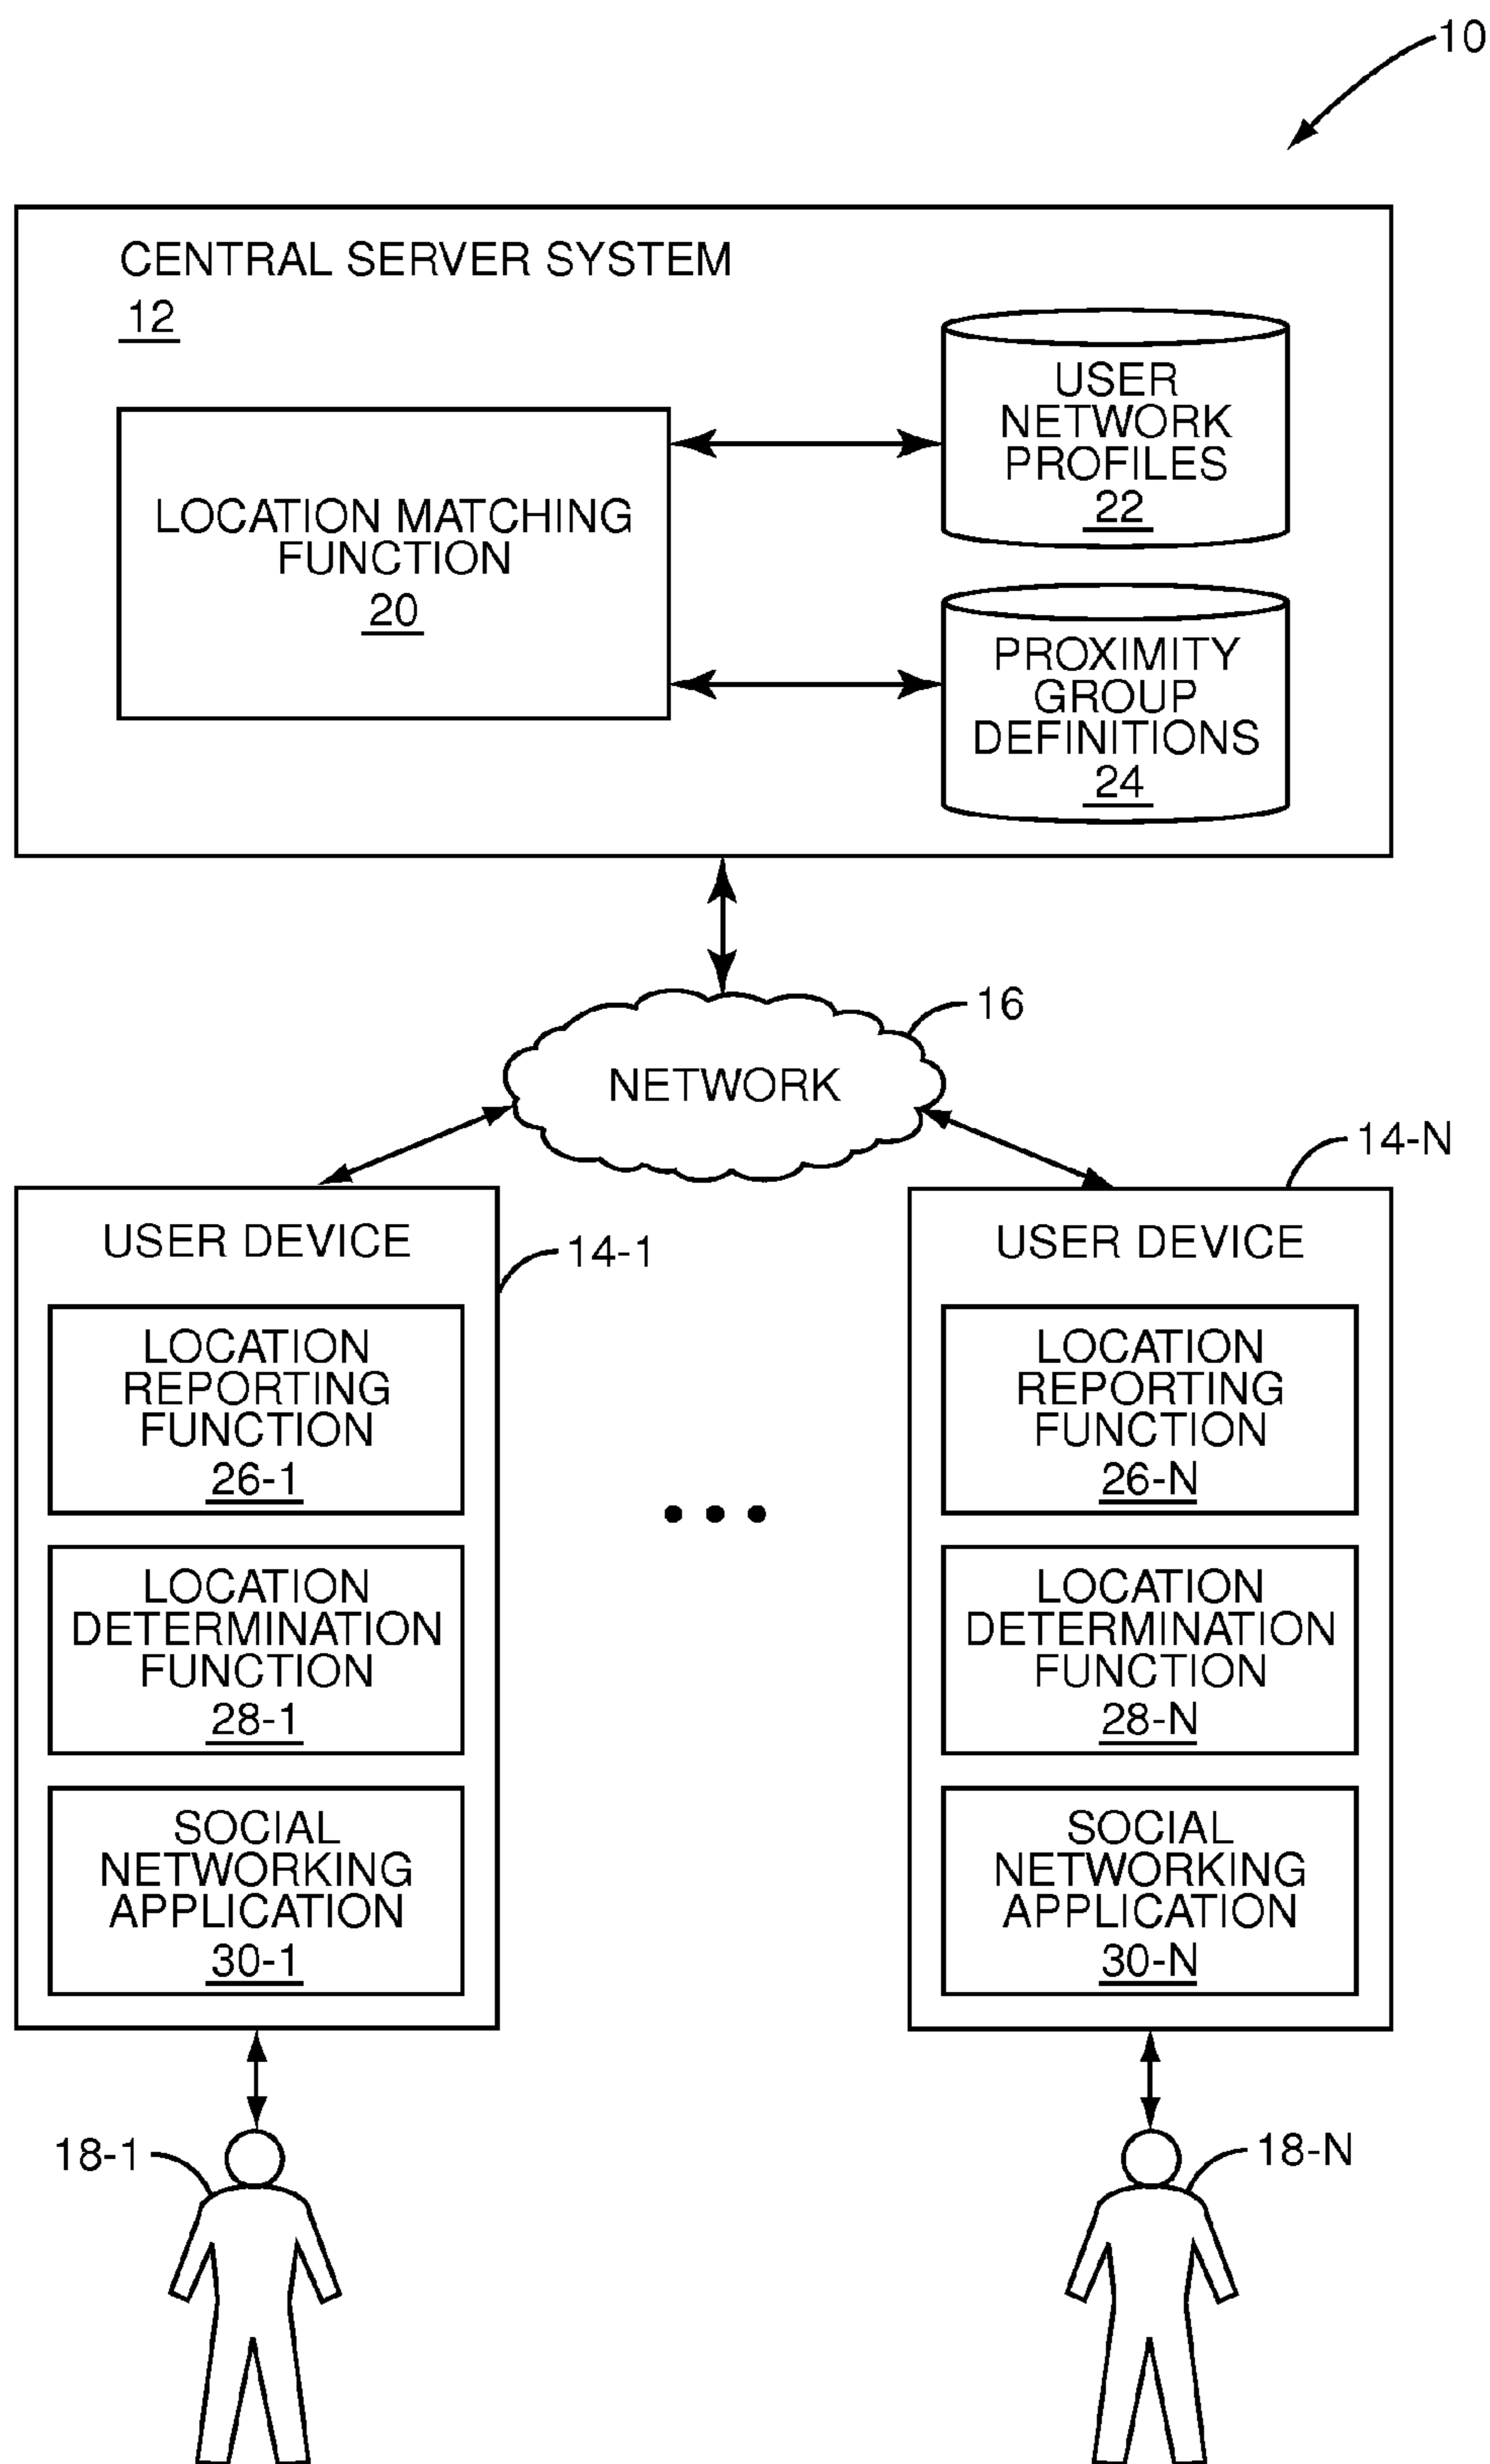 10
CENTRAL SERVER SYSTEM
12
LOCATION MATCHING
FUNCTION
20
USER
NETWORK
PROFILES
22
PROXIMITY
GROUP
DEFINITIONS
24
NETWORK
16
USER DEVICE
14-1
LOCATION
REPORTING
FUNCTION
26-1
LOCATION
DETERMINATION
FUNCTION
28-1
SOCIAL
NETWORKING
APPLICATION
30-1
18-1
14-N
USER DEVICE
LOCATION
REPORTING
FUNCTION
26-N
LOCATION
DETERMINATION
FUNCTION
28-N
SOCIAL
NETWORKING
APPLICATION
30-N
18-N